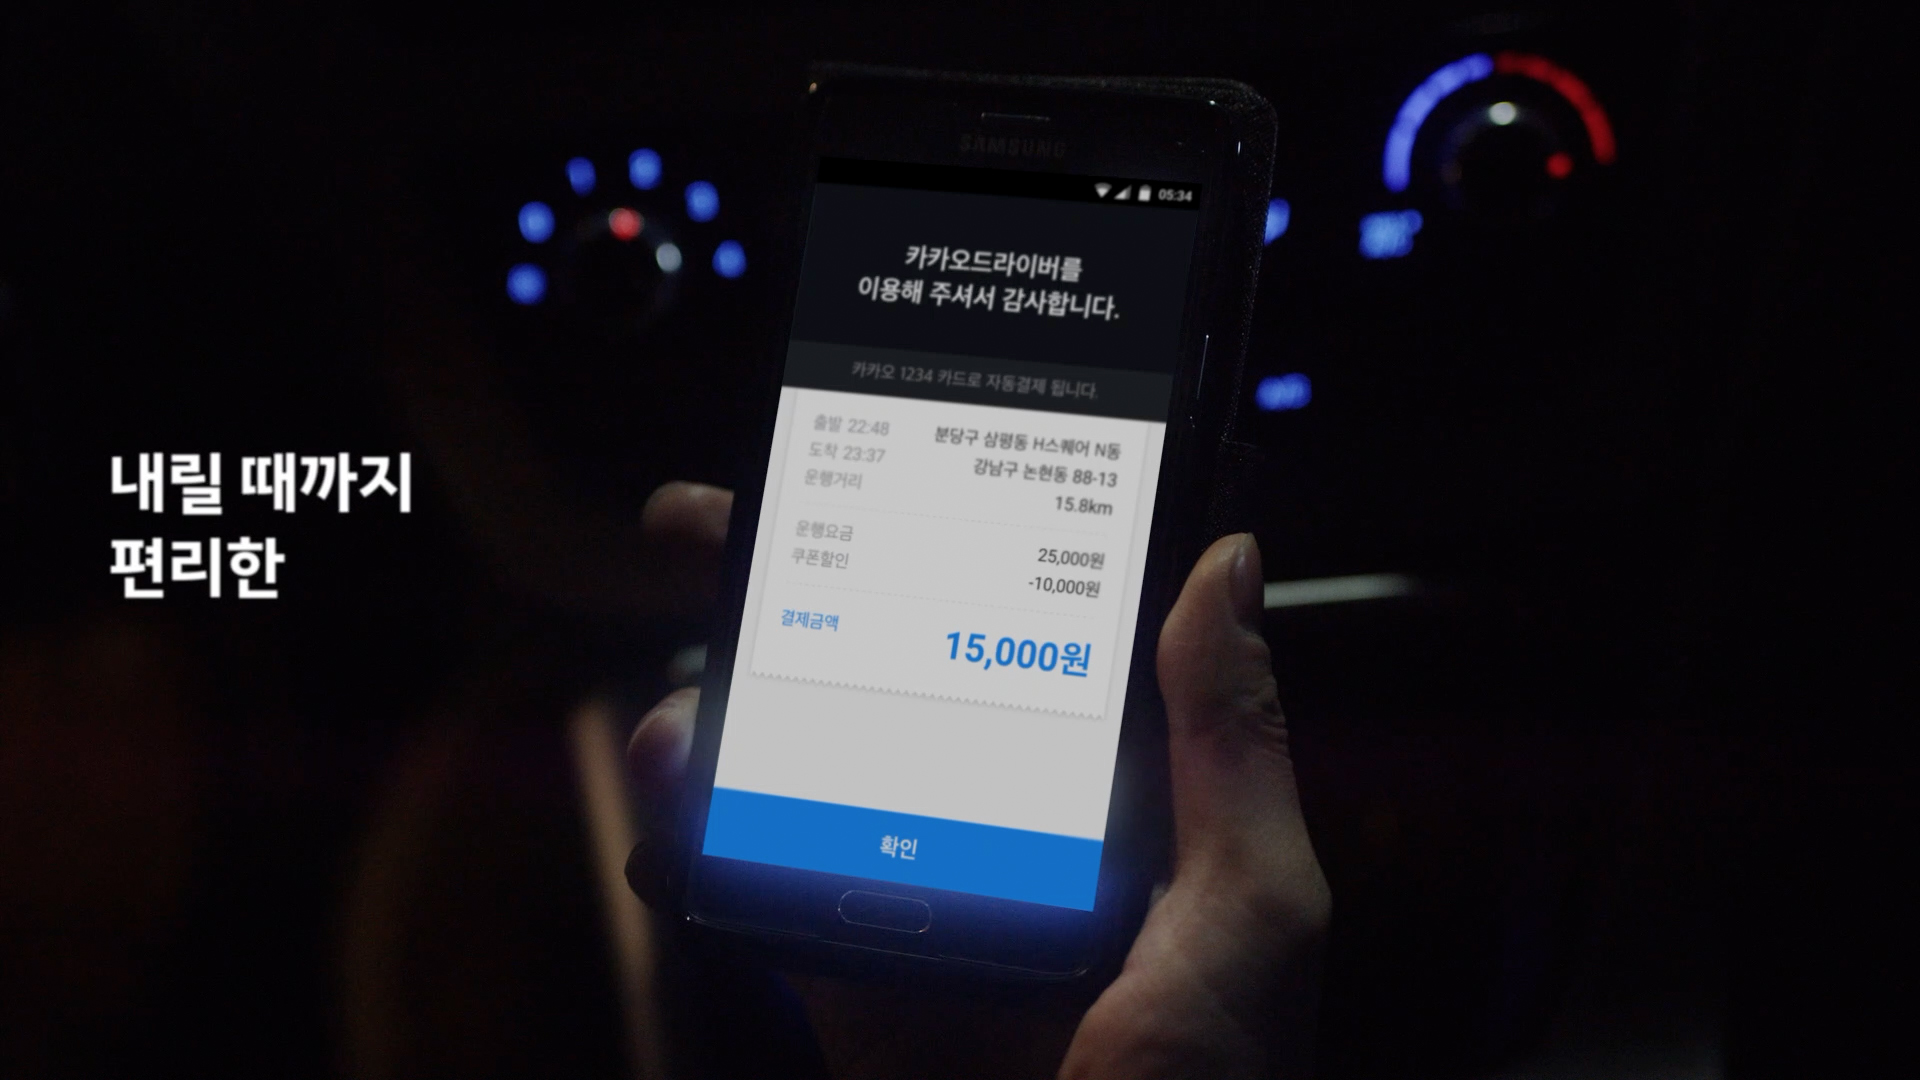 내릴 때까지
편리한
SAMSUNG
05:34
카카오드라이버를
이용해 주셔서 감사합니다.
카카오 1234 카드로 자동결제 됩니다.
출발 22:48 분당구 삼평동 H스퀘어 N동
도착 23:37 강남구 논현동 88-13
운행거리 15.8km
운행요금 25,000원
쿠폰할인 -10,000원
결제금액 15,000원
확인